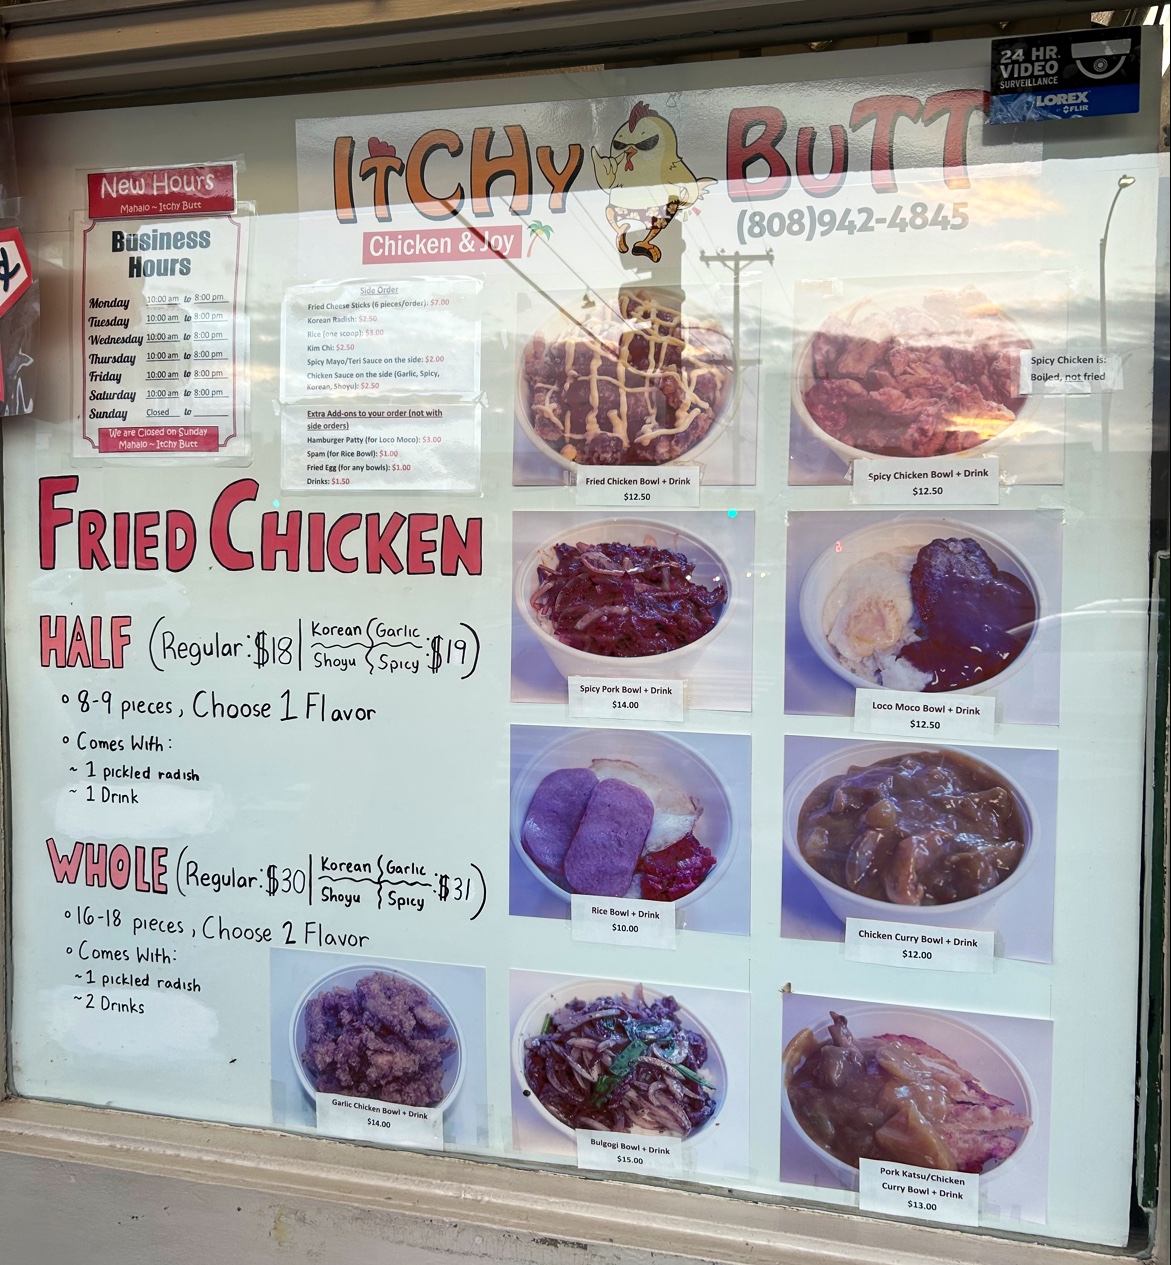 24 HR.
VIDEO
SURVEILLANCE
LOREX
BY FLIR
ITCHY BUTT
Chicken & Joy
(808)942-4845
New Hours
Mahalo ~ Itchy Butt
Business
Hours
Monday 10:00 am to 8:00 pm
Tuesday 10:00 am to 8:00 pm
Wednesday 10:00 am to 8:00 pm
Thursday 10:00 am to 8:00 pm
Friday 10:00 am to 8:00 pm
Saturday 10:00 am to 8:00 pm
Sunday Closed to
We are Closed on Sunday
Mahalo ~ Itchy Butt
Side Order
Fried Cheese Sticks (6 pieces/order): $7.00
Korean Radish: $2.50
Rice (one scoop): $3.00
Kim Chi: $2.50
Spicy Mayo/Teri Sauce on the side: $2.00
Chicken Sauce on the side (Garlic, Spicy,
Korean, Shoyu): $2.50
Extra Add-ons to your order (not with
side orders)
Hamburger Patty (for Loco Moco): $3.00
Spam (for Rice Bowl): $1.00
Fried Egg (for any bowls): $1.00
Drinks: $1.50
FRIED CHICKEN
HALF (Regular: $18 | Korean Garlic
Shoyu Spicy : $19)
° 8-9 pieces, Choose 1 Flavor
° Comes With:
~ 1 pickled radish
~ 1 Drink
WHOLE (Regular: $30 | Korean Garlic
Shoyu Spicy : $31)
° 16-18 pieces, Choose 2 Flavor
° Comes With:
~ 1 pickled radish
~ 2 Drinks
Fried Chicken Bowl + Drink
$12.50
Spicy Chicken is:
Boiled, not fried
Spicy Chicken Bowl + Drink
$12.50
Spicy Pork Bowl + Drink
$14.00
Loco Moco Bowl + Drink
$12.50
Rice Bowl + Drink
$10.00
Chicken Curry Bowl + Drink
$12.00
Garlic Chicken Bowl + Drink
$14.00
Bulgogi Bowl + Drink
$15.00
Pork Katsu/Chicken
Curry Bowl + Drink
$13.00